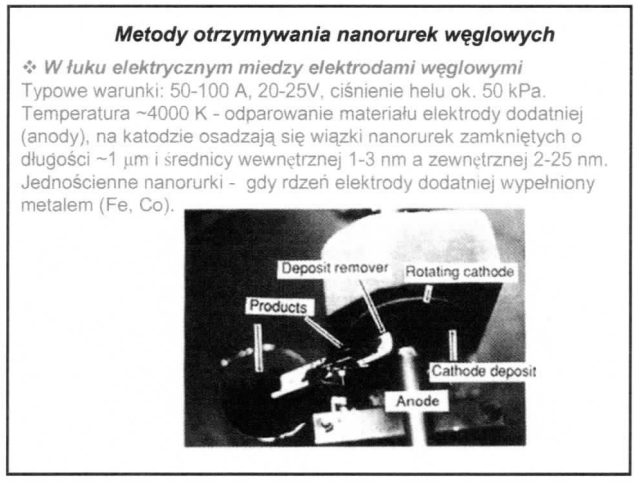 Metody otrzymywania nanorurek węglowych
❖ W łuku elektrycznym miedzy elektrodami węglowymi
Typowe warunki: 50-100 A, 20-25V, ciśnienie helu ok. 50 kPa.
Temperatura ~4000 K - odparowanie materiału elektrody dodatniej
(anody), na katodzie osadzają się wiązki nanorurek zamkniętych o
długości ~1 μm i średnicy wewnętrznej 1-3 nm a zewnętrznej 2-25 nm.
Jednościenne nanorurki - gdy rdzeń elektrody dodatniej wypełniony
metalem (Fe, Co).
Deposit remover
Rotating cathode
Products
Cathode deposit
Anode